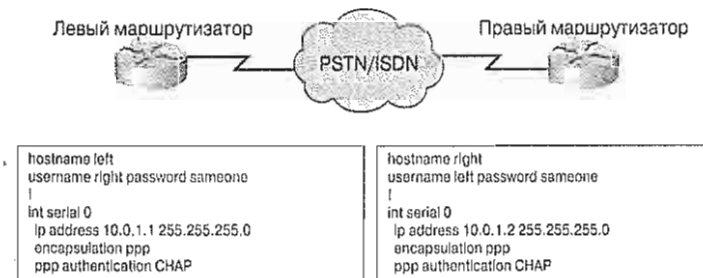 Левый маршрутизатор
Правый маршрутизатор
PSTN/ISDN
hostname left
username right password sameone
!
int serial 0
ip address 10.0.1.1 255.255.255.0
encapsulation ppp
ppp authentication CHAP
hostname right
username left password sameone
!
int serial 0
ip address 10.0.1.2 255.255.255.0
encapsulation ppp
ppp authentication CHAP